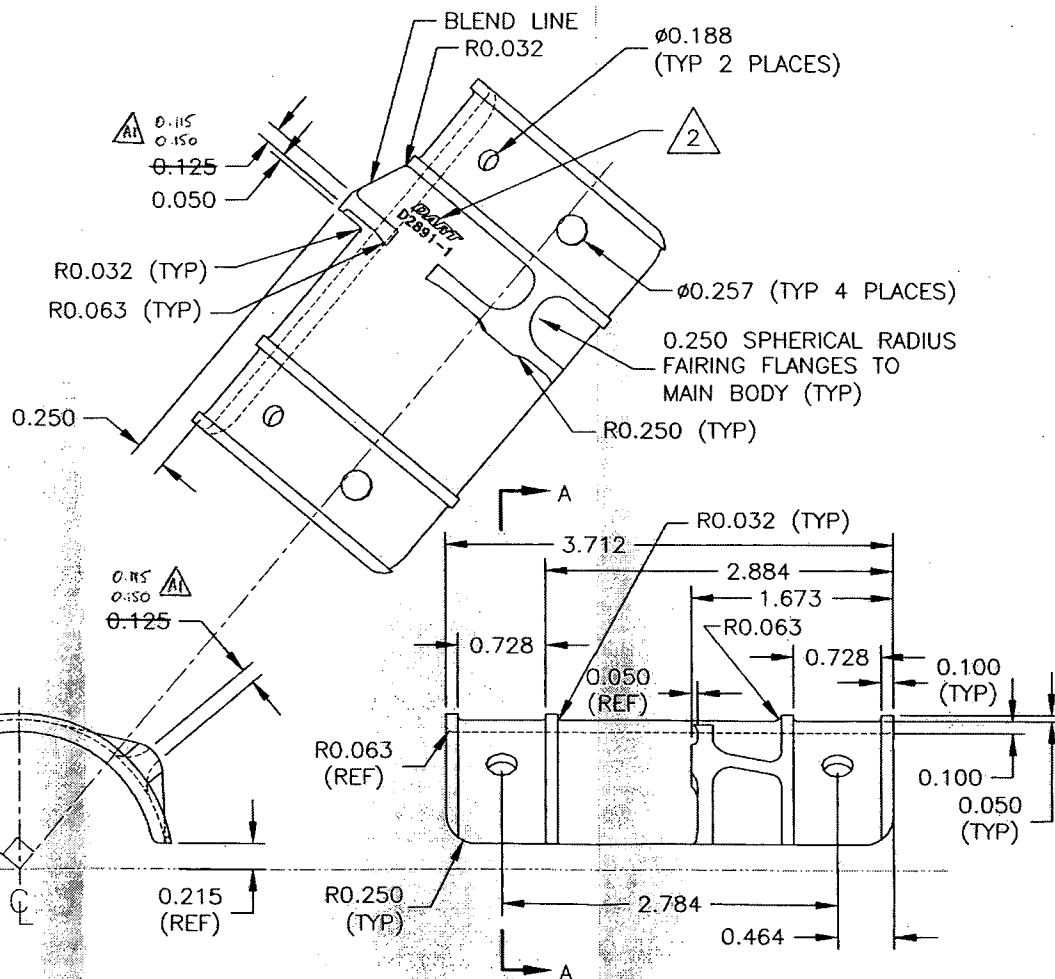 BLEND LINE
R0.032
Ø0.188
(TYP 2 PLACES)
A1
0.115
0.150
0.125
0.050
2
DART
D2891-1
R0.032 (TYP)
R0.063 (TYP)
Ø0.257 (TYP 4 PLACES)
0.250 SPHERICAL RADIUS
FAIRING FLANGES TO
MAIN BODY (TYP)
R0.250 (TYP)
0.250
A
R0.032 (TYP)
3.712
2.884
1.673
R0.063
0.115
0.150
A1
0.125
0.728
0.728
0.050
(REF)
0.100
(TYP)
R0.063
(REF)
0.100
0.050
(TYP)
0.215
(REF)
R0.250
(TYP)
2.784
0.464
A
CL